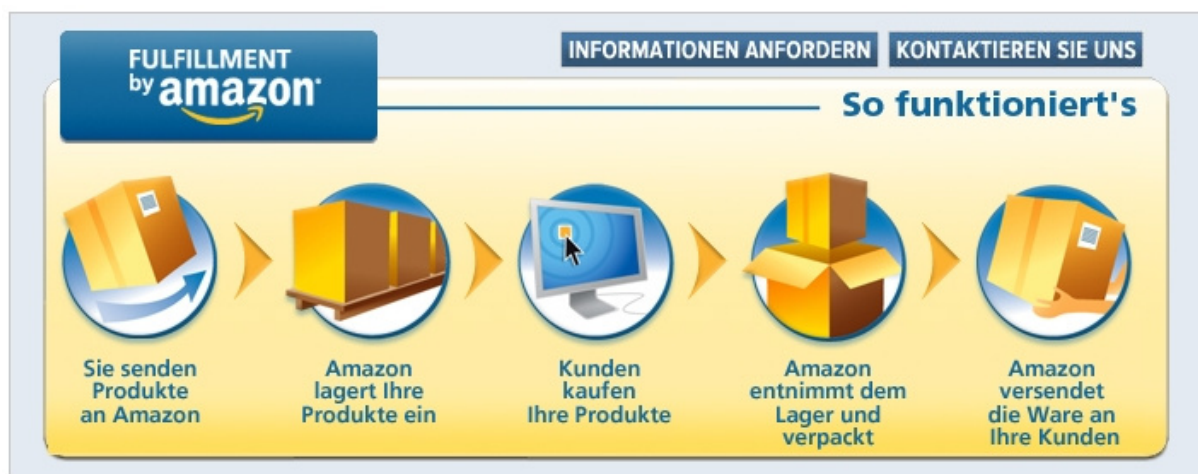 FULFILLMENT
by amazon
INFORMATIONEN ANFORDERN
KONTAKTIEREN SIE UNS
So funktioniert's
Sie senden
Produkte
an Amazon
Amazon
lagert Ihre
Produkte ein
Kunden
kaufen
Ihre Produkte
Amazon
entnimmt dem
Lager und
verpackt
Amazon
versendet
die Ware an
Ihre Kunden